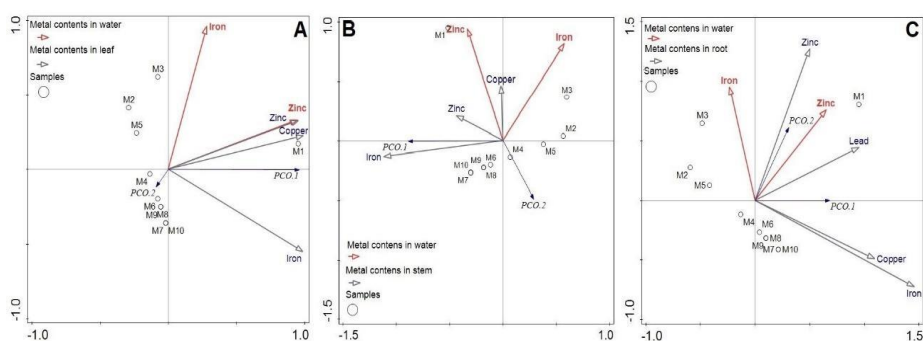 Metal contens in water
Metal contents in leaf
Samples
A
Iron
M3
M2
M5
Zinc
Zinc
Copper
M1
M4
PCO.1
PCO.2
M6
M9 M8
M7 M10
Iron
1.0
-1.0
-1.0
1.0
B
M1
Zinc
Iron
Copper
M3
Zinc
M2
PCO.1
M5
Iron
M4
M10 M9 M6
M7 M8
PCO.2
Metal contens in water
Metal contens in stem
Samples
1.0
-1.5
-1.5
1.0
Metal contens in water
Metal contens in root
Samples
C
Zinc
Iron
Zinc
M1
M3
PCO.2
Lead
M2
M5
PCO.1
M4
M6
M9 M8
M7 M10
Copper
Iron
1.5
-1.0
-1.0
1.5